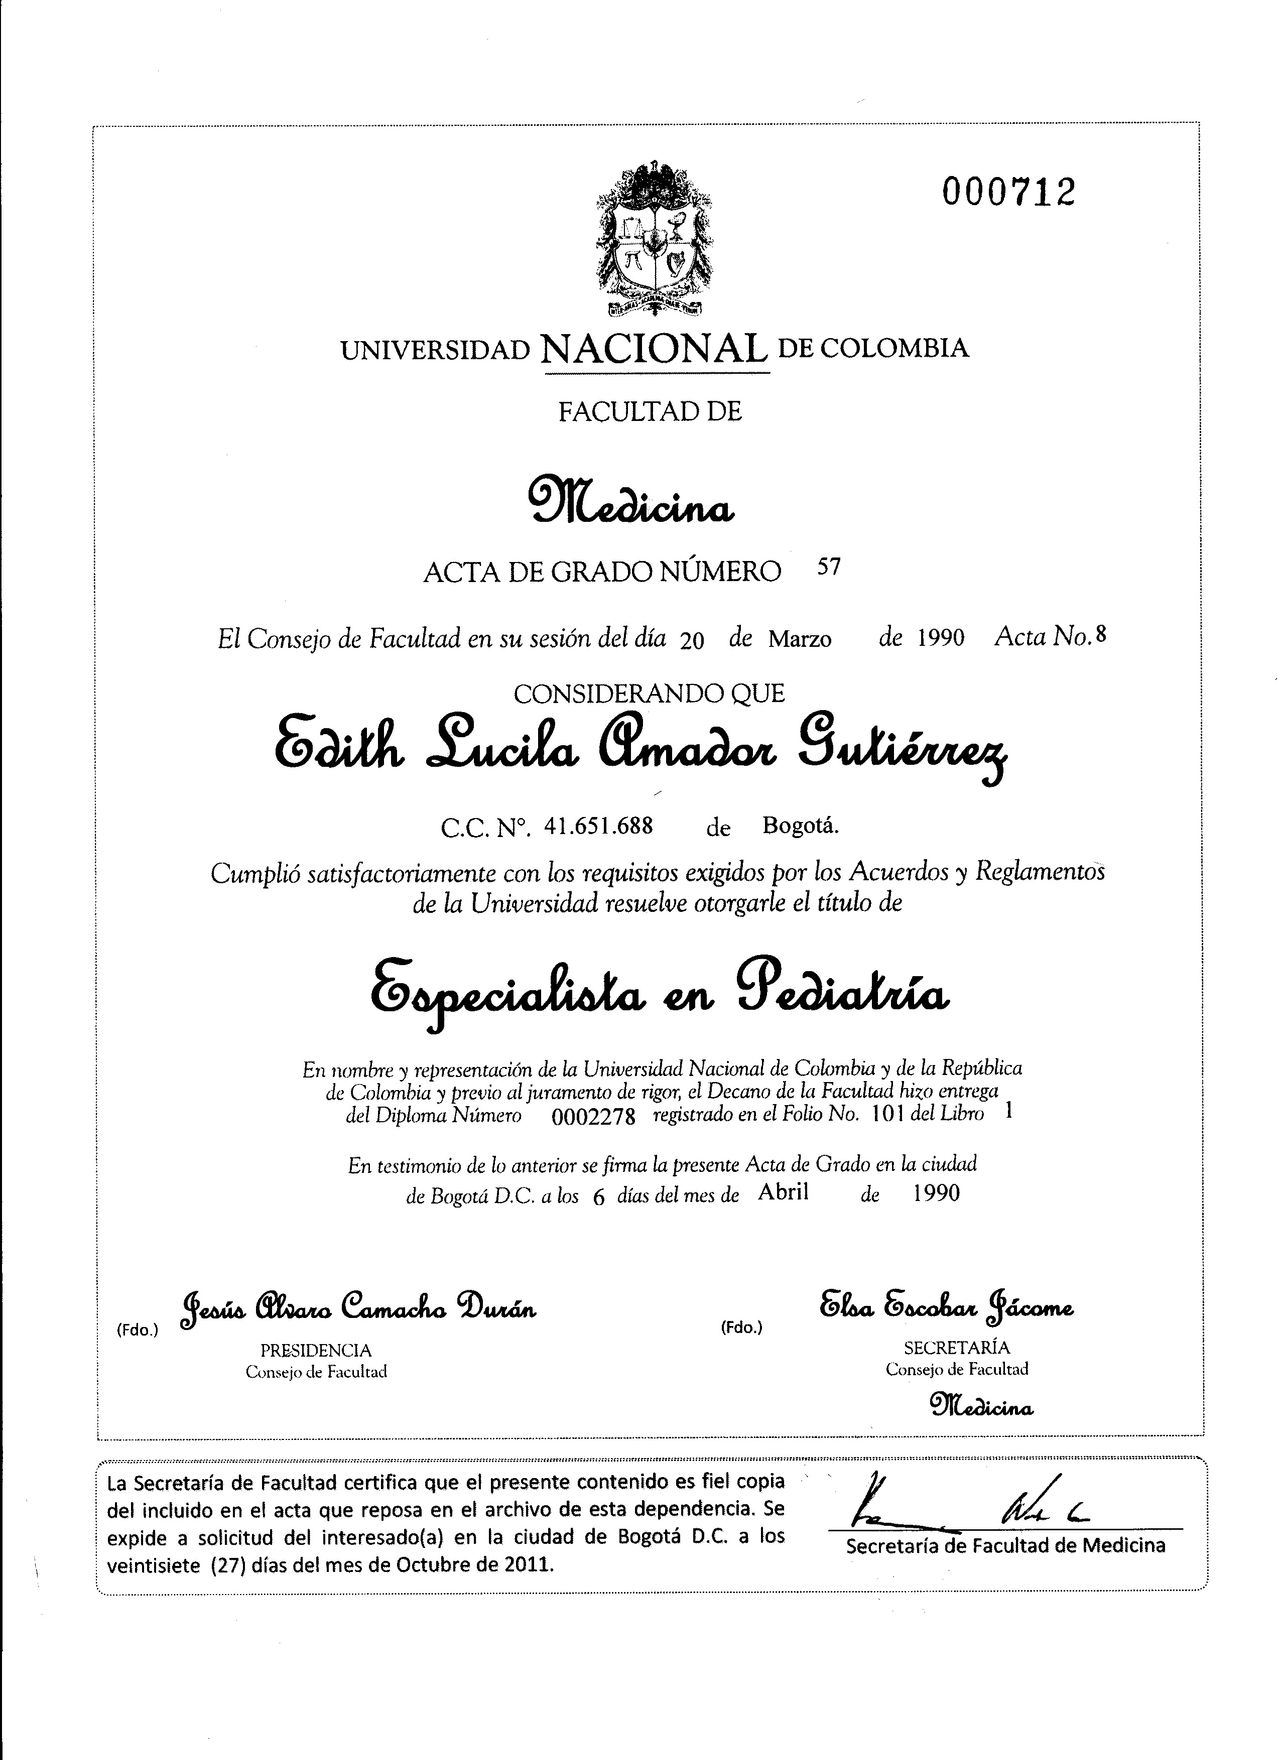 000712
UNIVERSIDAD NACIONAL DE COLOMBIA
FACULTAD DE
Medicina
ACTA DE GRADO NÚMERO 57
El Consejo de Facultad en su sesión del día 20 de Marzo de 1990 Acta No. 8
CONSIDERANDO QUE
Edith Lucila Amador Gutiérrez
C.C. Nº. 41.651.688 de Bogotá.
Cumplió satisfactoriamente con los requisitos exigidos por los Acuerdos y Reglamentos
de la Universidad resuelve otorgarle el título de
Especialista en Pediatría
En nombre y representación de la Universidad Nacional de Colombia y de la República
de Colombia y previo al juramento de rigor, el Decano de la Facultad hizo entrega
del Diploma Número 0002278 registrado en el Folio No. 101 del Libro 1
En testimonio de lo anterior se firma la presente Acta de Grado en la ciudad
de Bogotá D.C. a los 6 días del mes de Abril de 1990
(Fdo.) Jesús Alvaro Camacho Durán
PRESIDENCIA
Consejo de Facultad
(Fdo.) Elsa Escobar Jácome
SECRETARÍA
Consejo de Facultad
Medicina
La Secretaría de Facultad certifica que el presente contenido es fiel copia
del incluido en el acta que reposa en el archivo de esta dependencia. Se
expide a solicitud del interesado(a) en la ciudad de Bogotá D.C. a los
veintisiete (27) días del mes de Octubre de 2011.
Secretaría de Facultad de Medicina